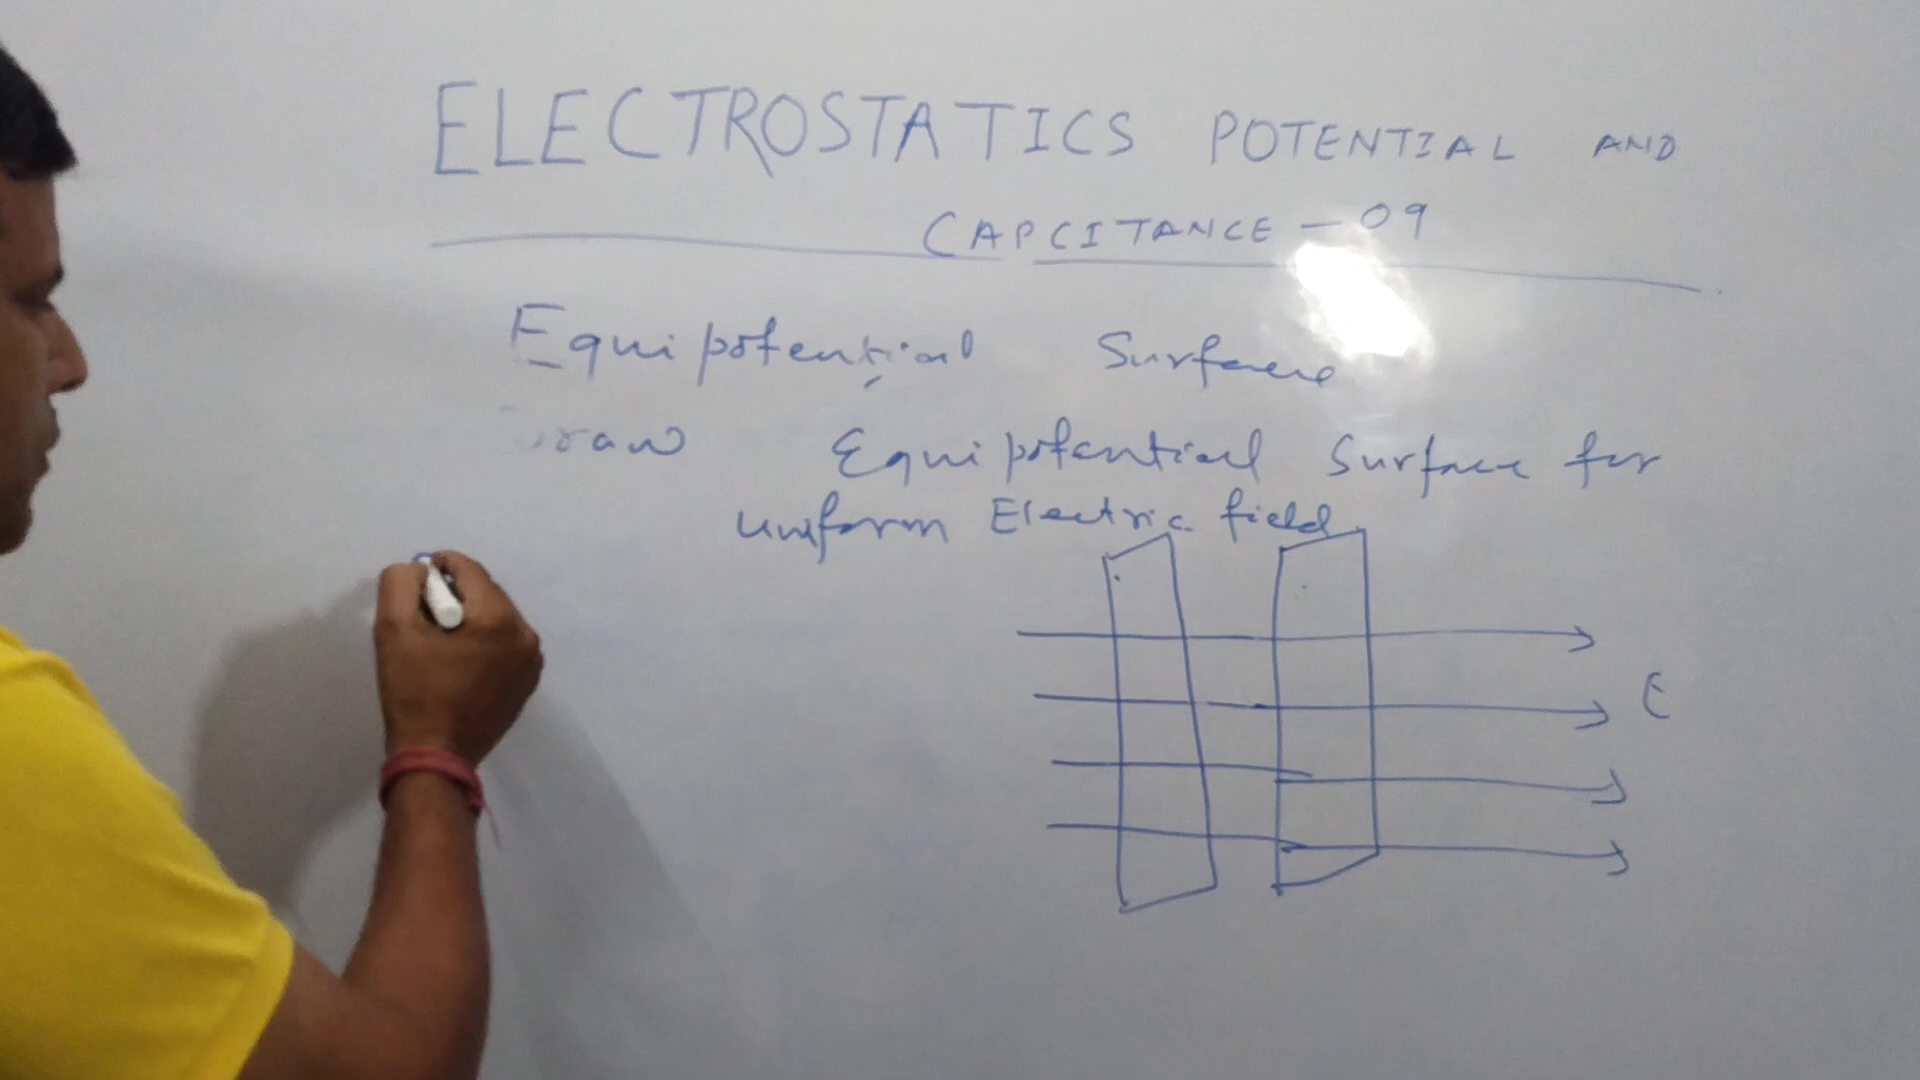 ELECTROSTATICS POTENTIAL AND
CAPCITANCE - 09
Equipotential Surface
Draw Equipotential Surface for
uniform Electric field
E